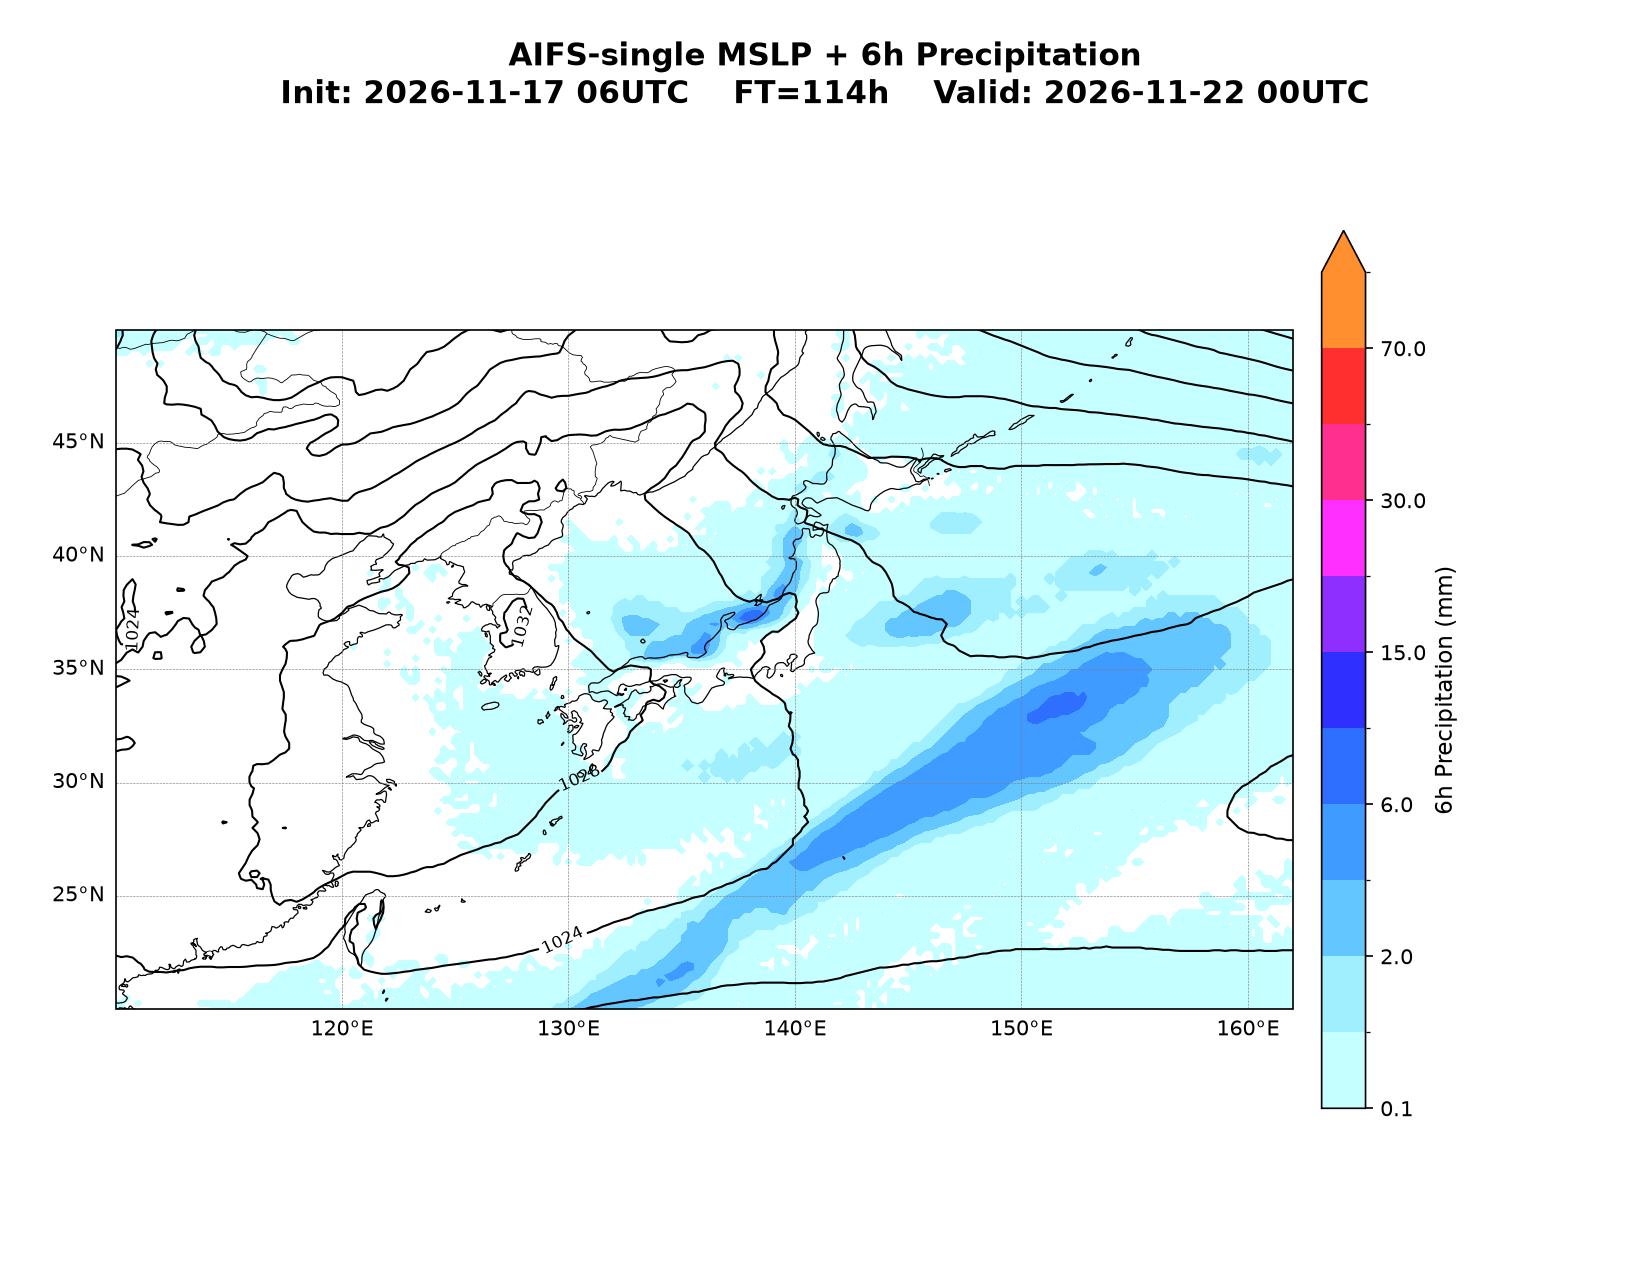 AIFS-single MSLP + 6h Precipitation
Init: 2026-11-17 06UTC    FT=114h    Valid: 2026-11-22 00UTC
70.0
30.0
15.0
6.0
2.0
0.1
6h Precipitation (mm)
45°N
40°N
35°N
30°N
25°N
120°E
130°E
140°E
150°E
160°E
1024
1032
1028
1024